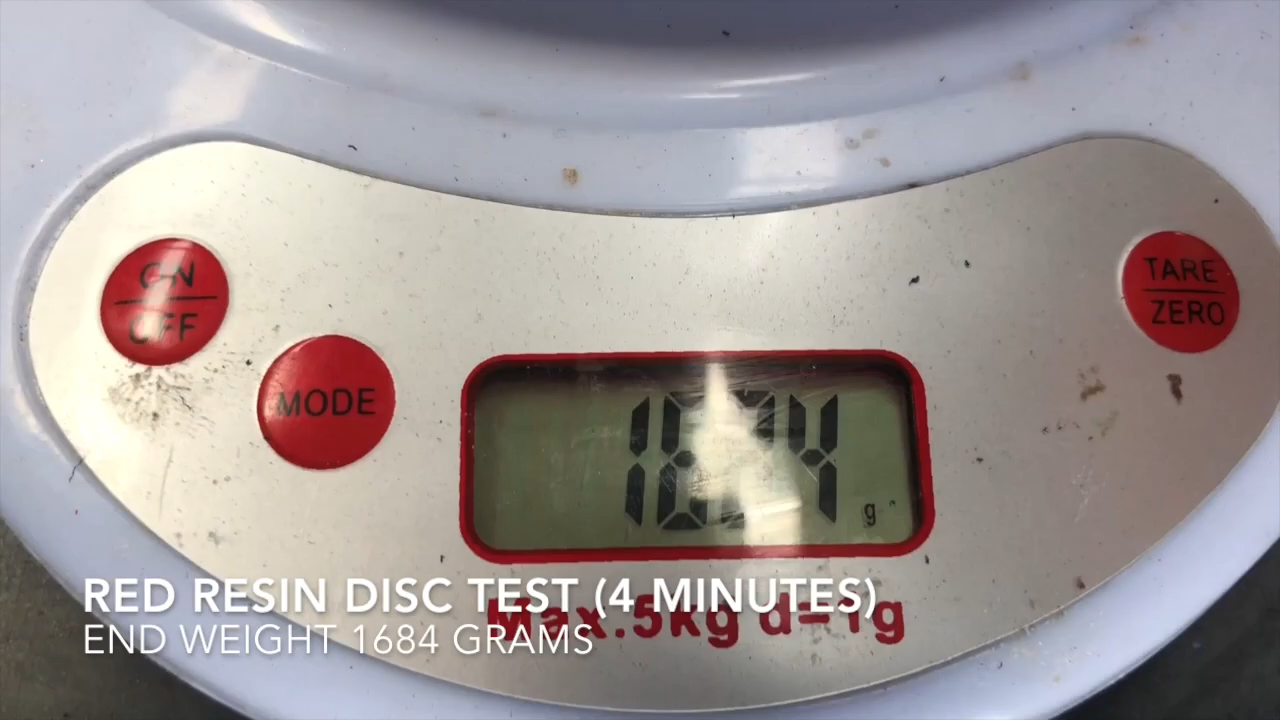 ON
OFF
MODE
TARE
ZERO
g
Max.5kg d=1g
RED RESIN DISC TEST (4 MINUTES)
END WEIGHT 1684 GRAMS